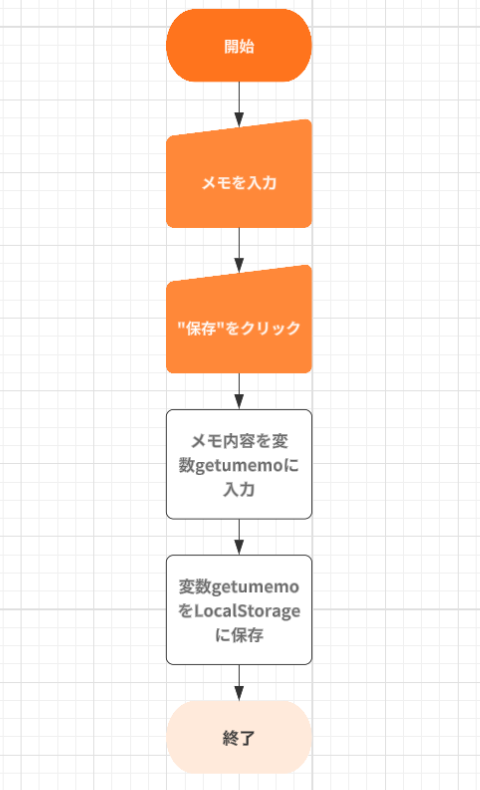 開始
メモを入力
"保存"をクリック
メモ内容を変
数getumemoに
入力
変数getumemo
をLocalStorage
に保存
終了